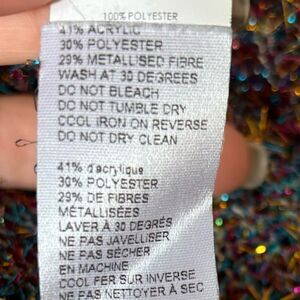 100% POLYESTER
41% ACRYLIC
30% POLYESTER
29% METALLISED FIBRE
WASH AT 30 DEGREES
DO NOT BLEACH
DO NOT TUMBLE DRY
COOL IRON ON REVERSE
DO NOT DRY CLEAN
41% d'acrylique
30% POLYESTER
29% DE FIBRES
MÉTALLISÉES
LAVER À 30 DEGRÉS
NE PAS JAVELLISER
NE PAS SÉCHER
EN MACHINE
COOL FER SUR INVERSE
NE PAS NETTOYER À SEC